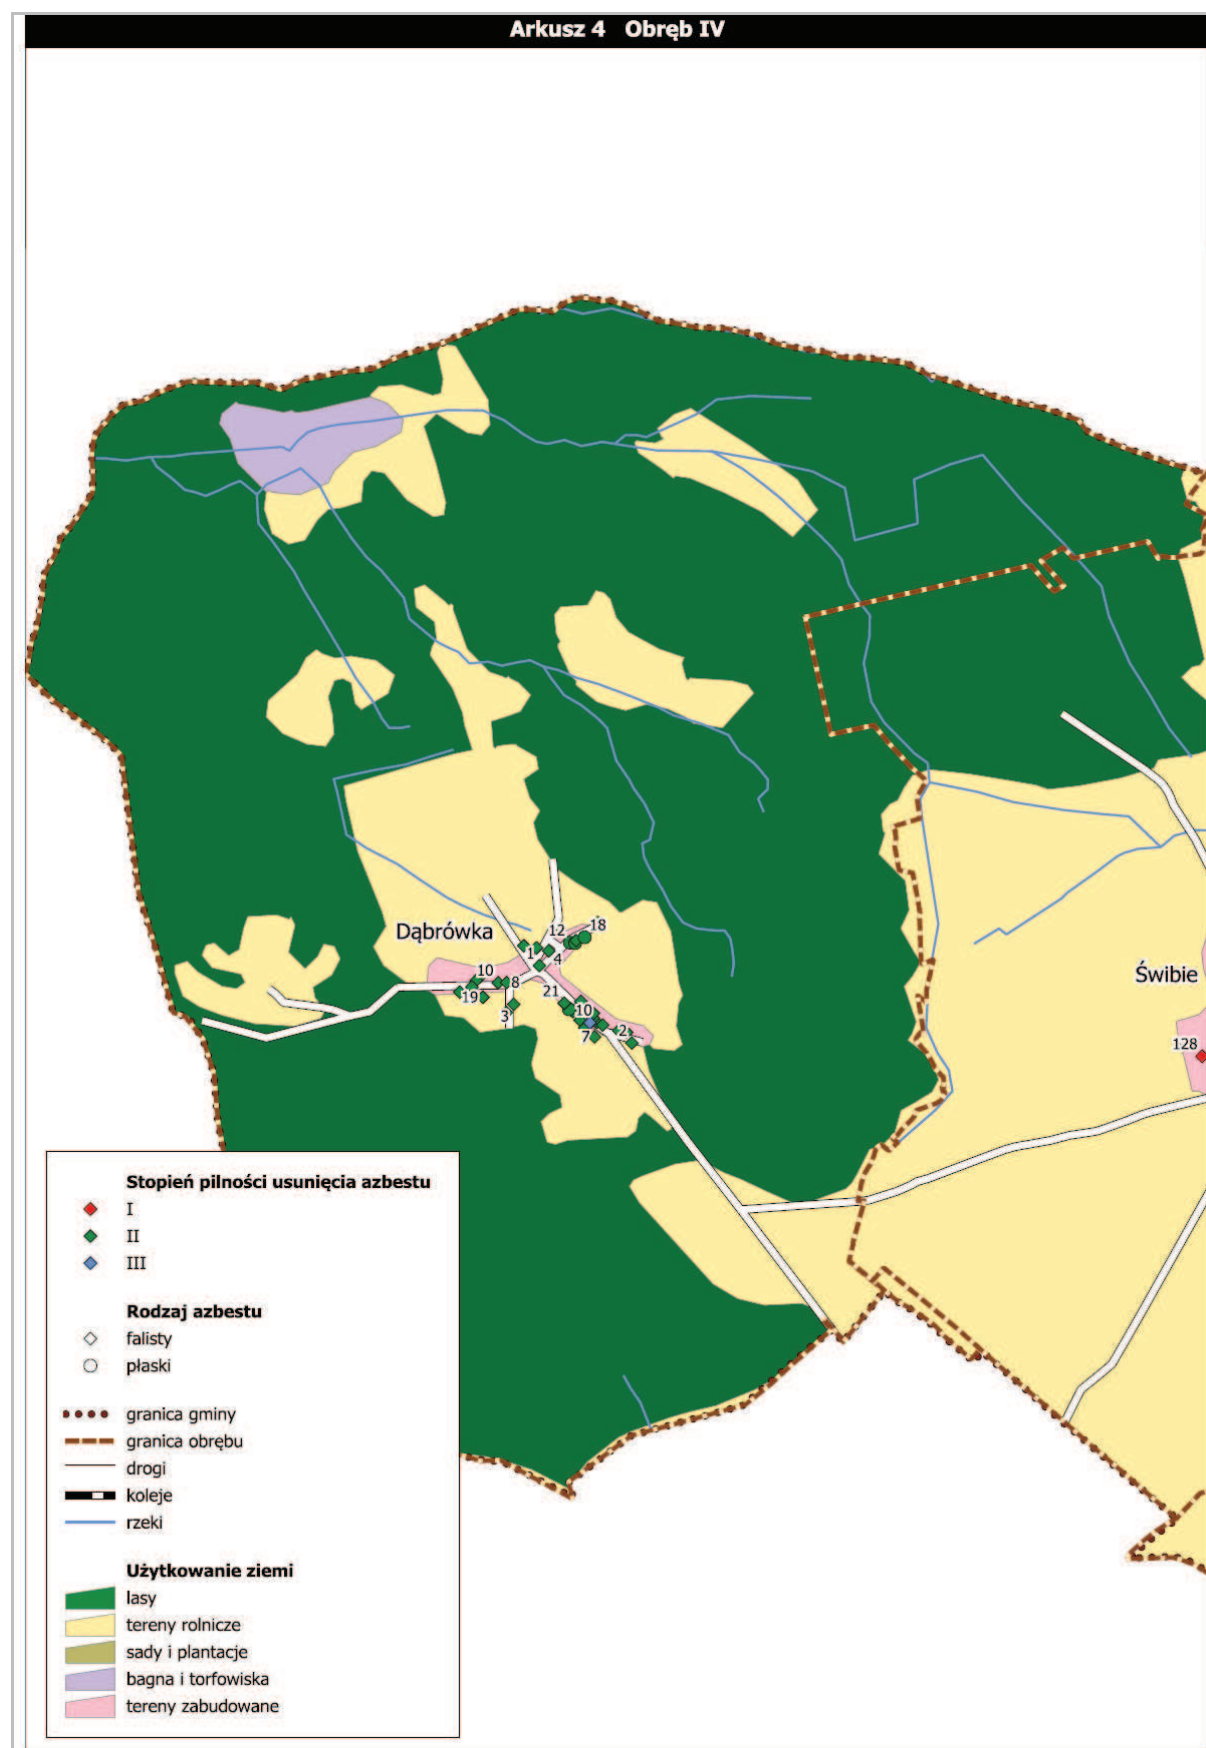 Arkusz 4 Obręb IV
12
18
Dąbrówka
1
4
10
8
21
19
10
3
2
7
Świbie
128
Stopień pilności usunięcia azbestu
I
II
III
Rodzaj azbestu
falisty
płaski
granica gminy
granica obrębu
drogi
koleje
rzeki
Użytkowanie ziemi
lasy
tereny rolnicze
sady i plantacje
bagna i torfowiska
tereny zabudowane